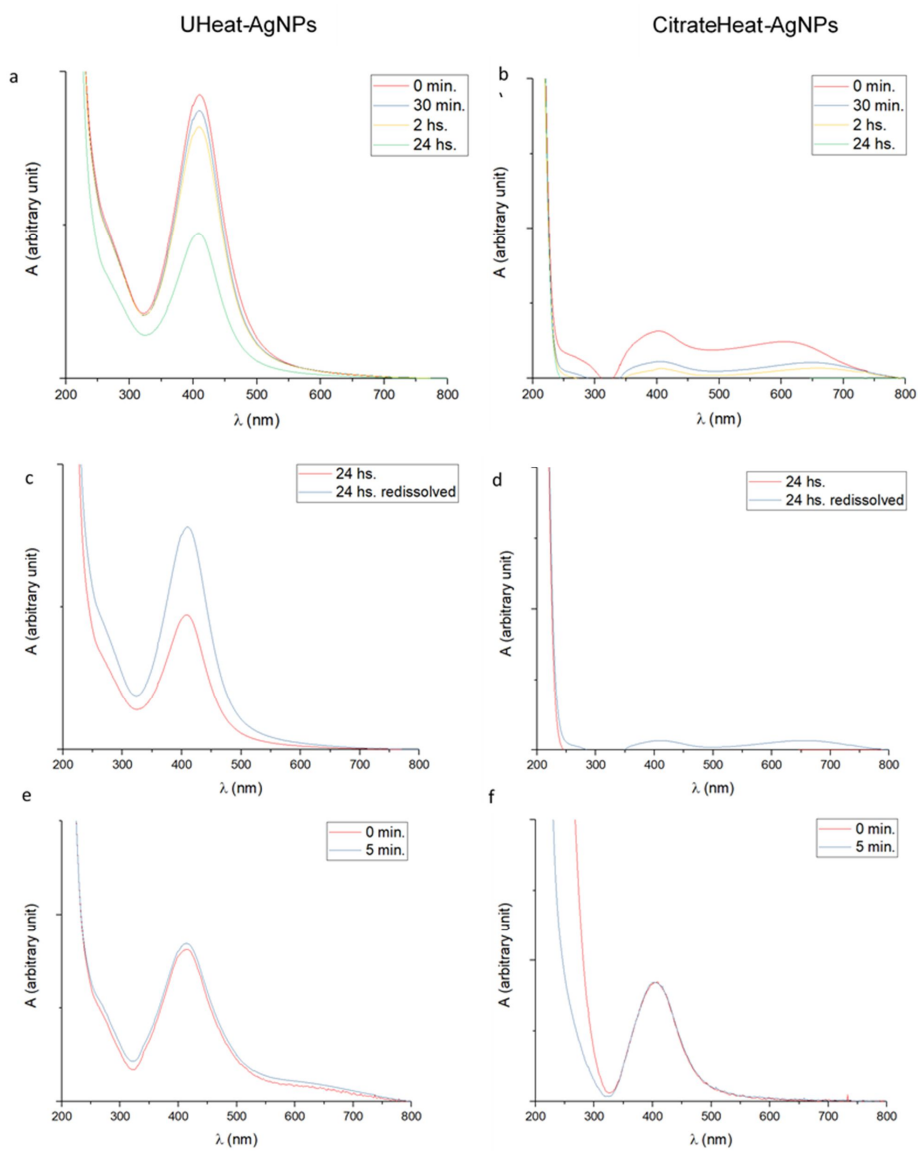 UHeat-AgNPs
CitrateHeat-AgNPs
a
0 min.
30 min.
2 hs.
24 hs.
A (arbitrary unit)
200 300 400 500 600 700 800
λ (nm)
b
0 min.
30 min.
2 hs.
24 hs.
A (arbitrary unit)
200 300 400 500 600 700 800
λ (nm)
c
24 hs.
24 hs. redissolved
A (arbitrary unit)
200 300 400 500 600 700 800
λ (nm)
d
24 hs.
24 hs. redissolved
A (arbitrary unit)
200 300 400 500 600 700 800
λ (nm)
e
0 min.
5 min.
A (arbitrary unit)
200 300 400 500 600 700 800
λ (nm)
f
0 min.
5 min.
A (arbitrary unit)
200 300 400 500 600 700 800
λ (nm)